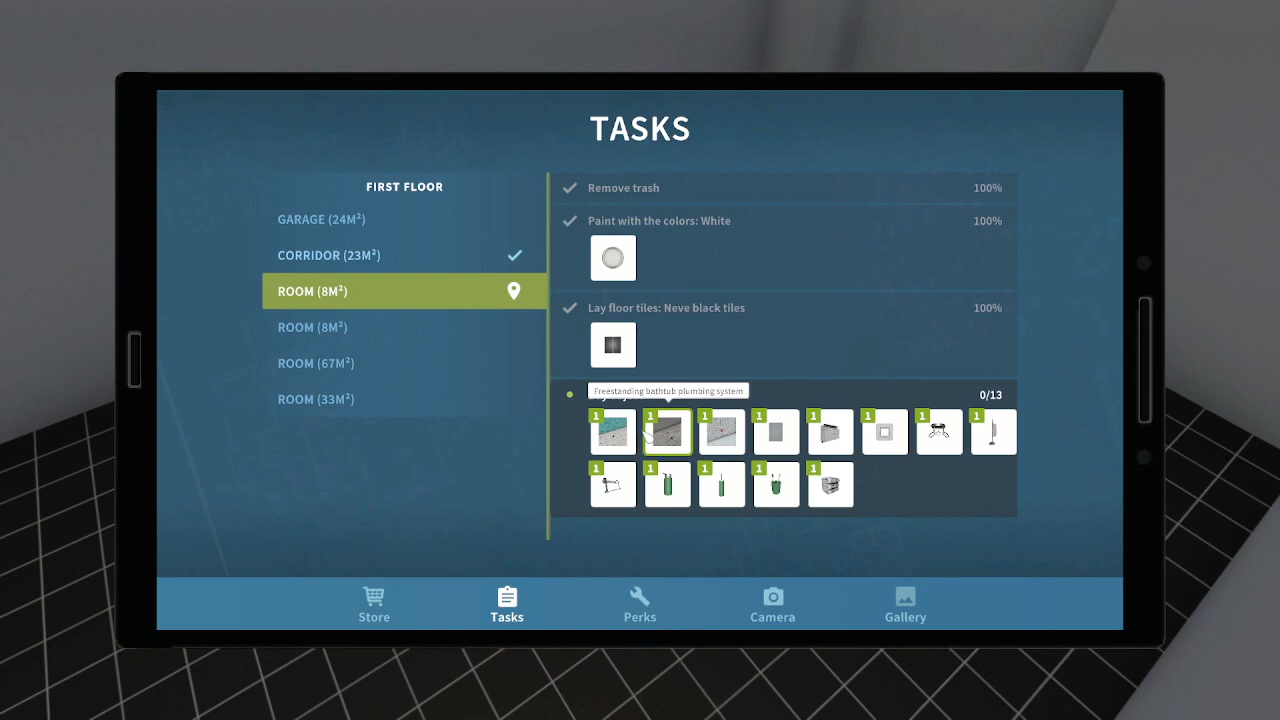 TASKS
FIRST FLOOR
GARAGE (24M²)
CORRIDOR (23M²)
ROOM (8M²)
ROOM (8M²)
ROOM (67M²)
ROOM (33M²)
Remove trash 100%
Paint with the colors: White 100%
Lay floor tiles: Neve black tiles 100%
Freestanding bathtub plumbing system
0/13
1 1 1 1 1 1 1 1
1 1 1 1 1
Store Tasks Perks Camera Gallery